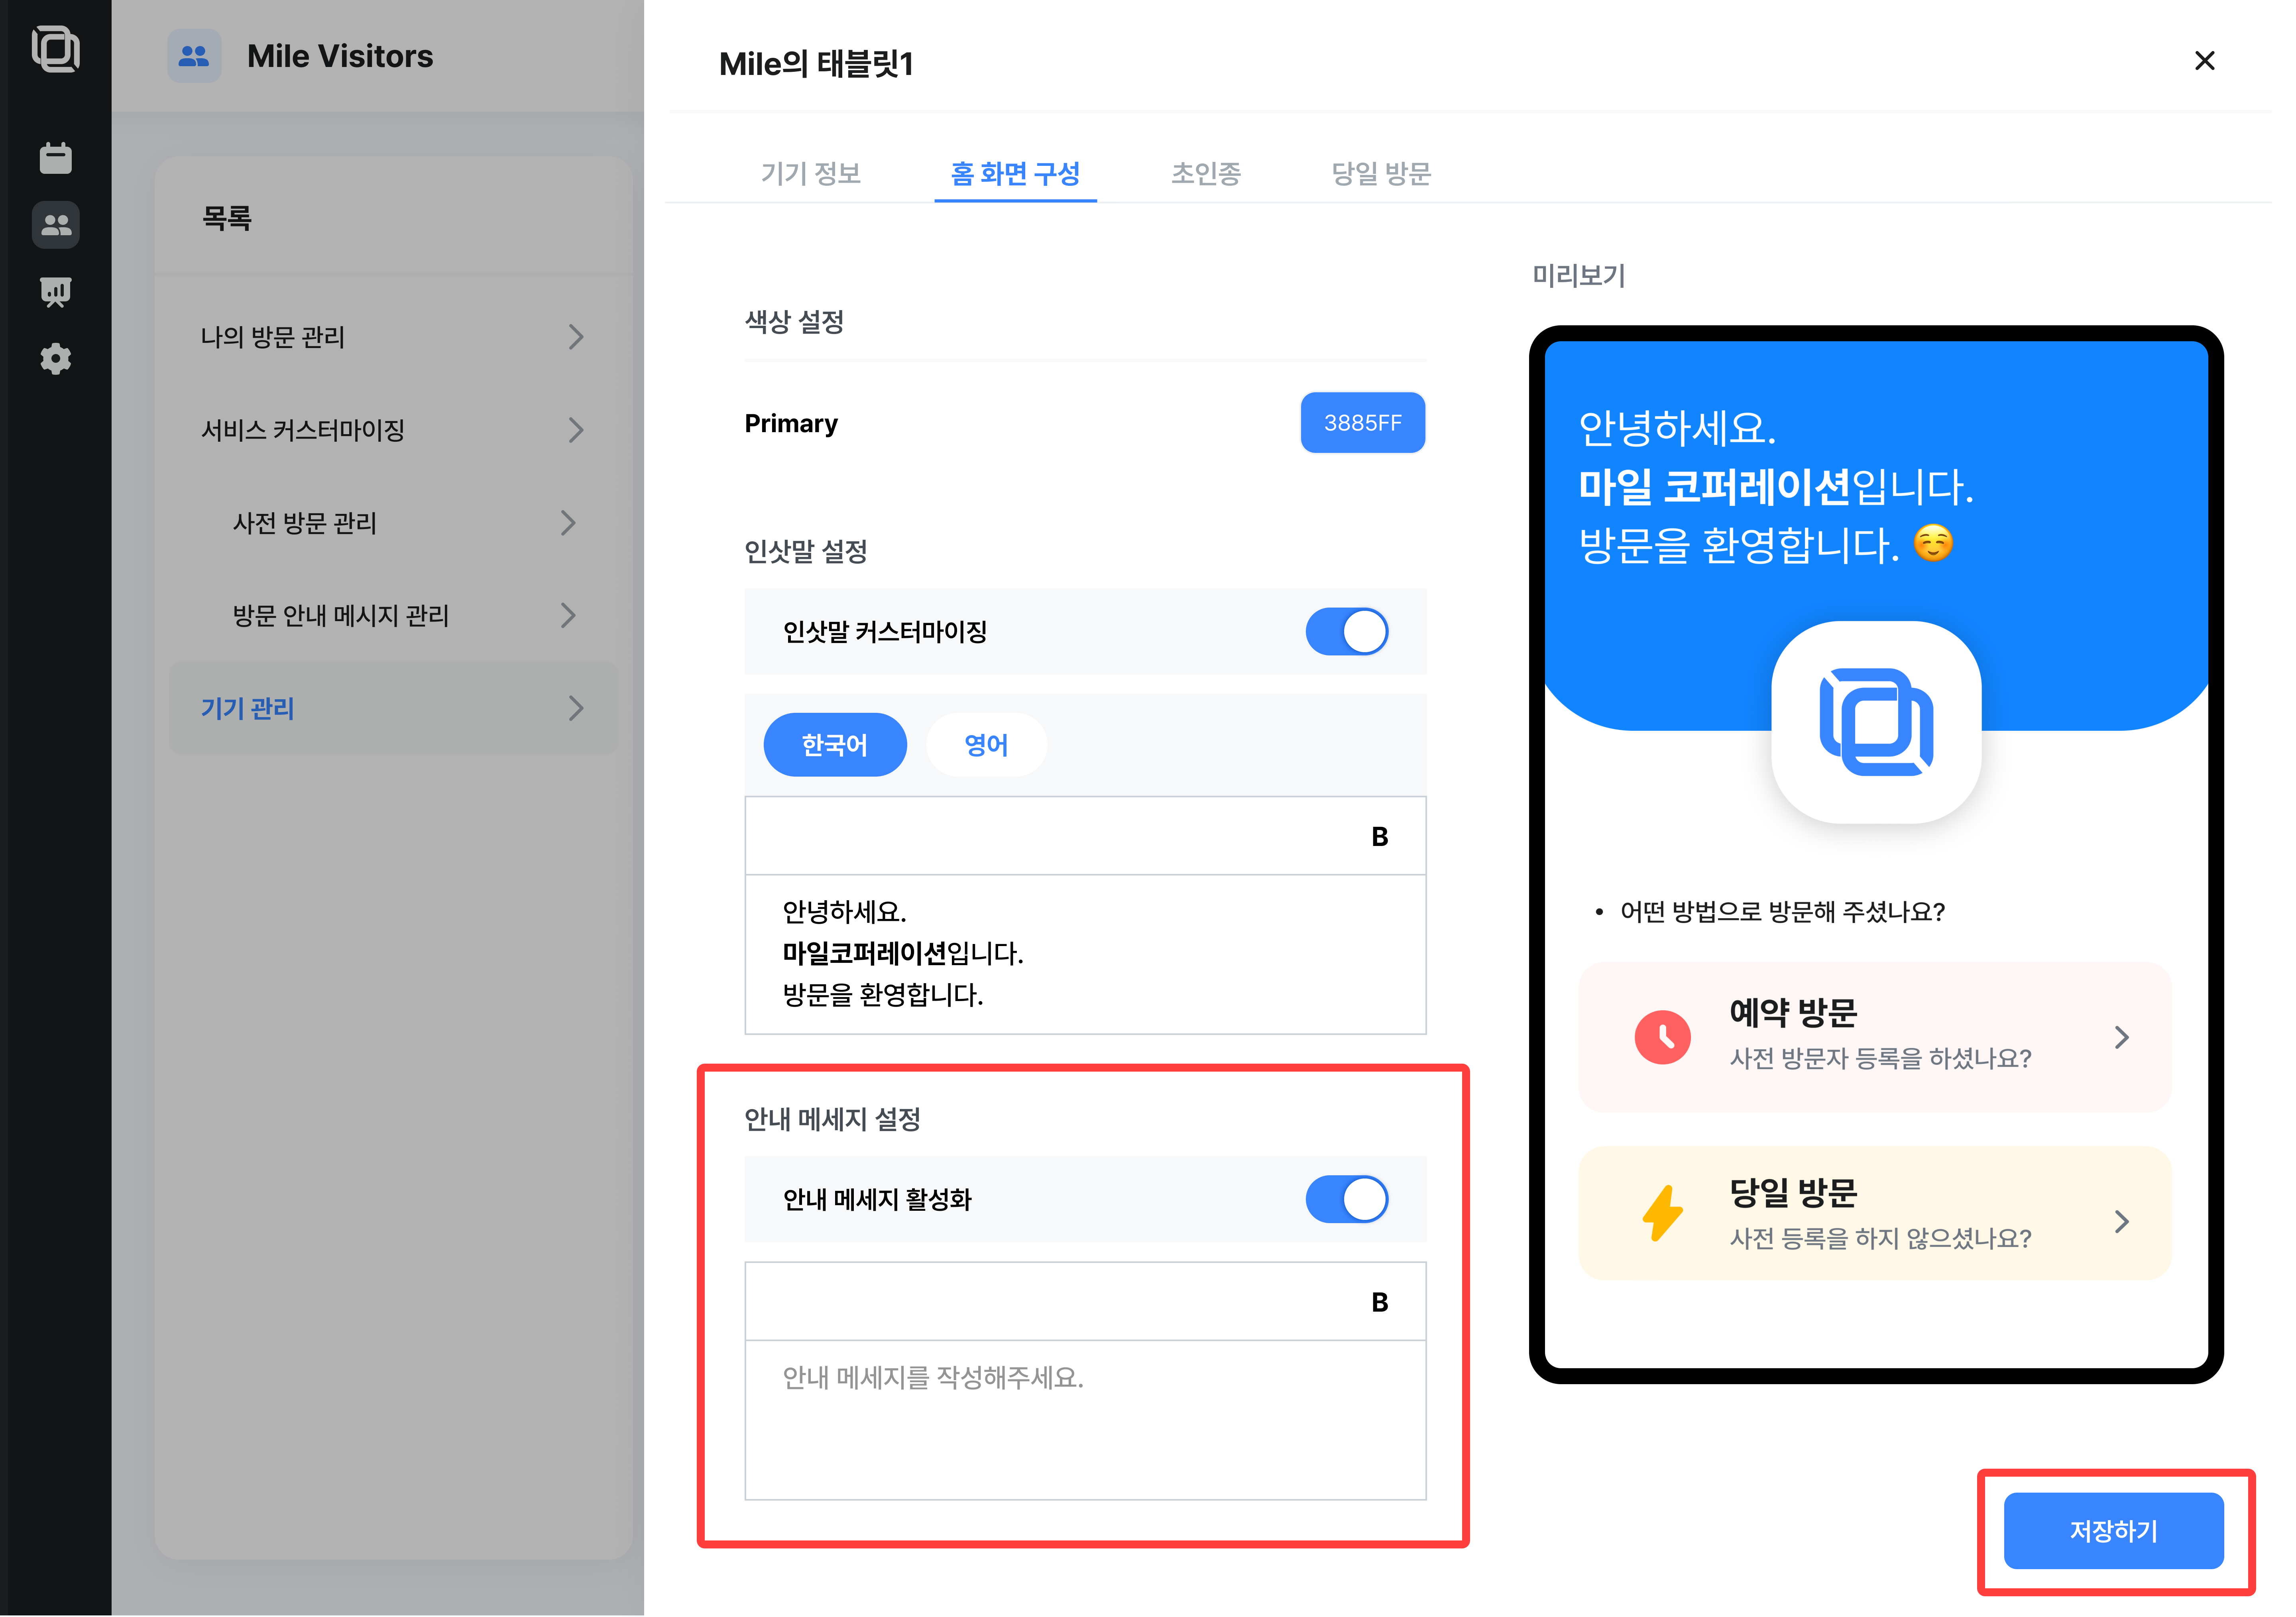 Mile Visitors
목록
나의 방문 관리
서비스 커스터마이징
사전 방문 관리
방문 안내 메시지 관리
기기 관리
Mile의 태블릿1
기기 정보
홈 화면 구성
초인종
당일 방문
색상 설정
Primary
3885FF
인삿말 설정
인삿말 커스터마이징
한국어
영어
B
안녕하세요.
마일코퍼레이션입니다.
방문을 환영합니다.
안내 메세지 설정
안내 메세지 활성화
B
안내 메세지를 작성해주세요.
미리보기
안녕하세요.
마일 코퍼레이션입니다.
방문을 환영합니다. ☺️
• 어떤 방법으로 방문해 주셨나요?
예약 방문
사전 방문자 등록을 하셨나요?
당일 방문
사전 등록을 하지 않으셨나요?
저장하기